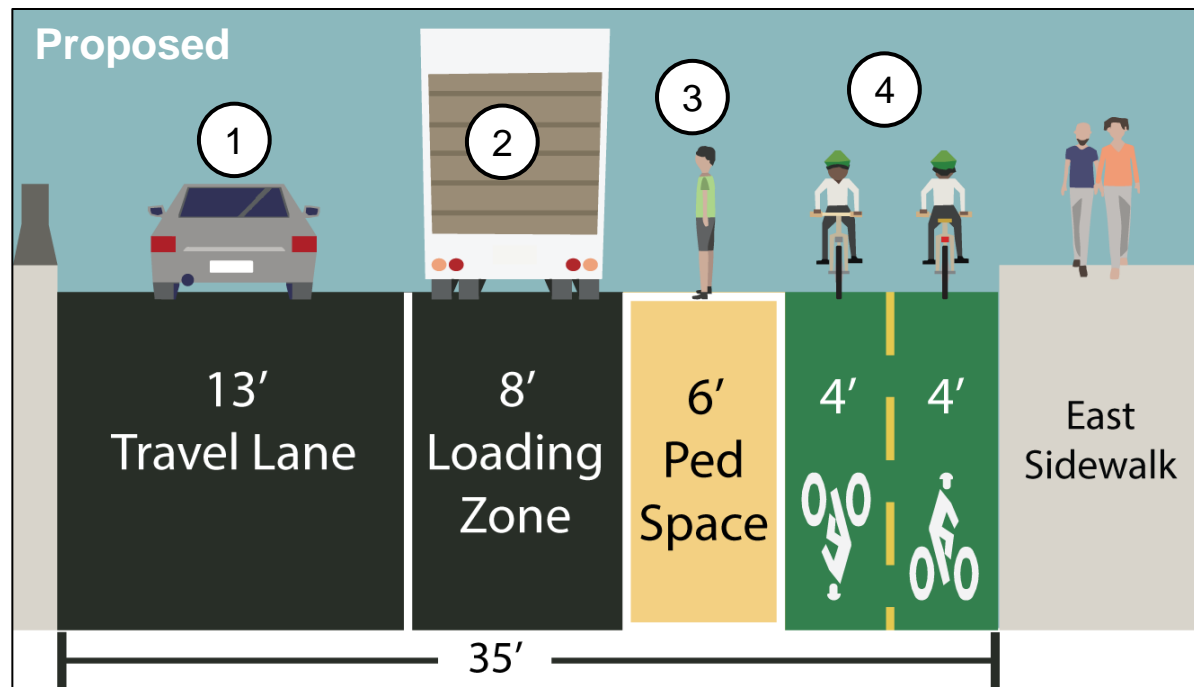 Proposed
1
2
3
4
13’
Travel Lane
8’
Loading
Zone
6’
Ped
Space
4’
4’
East
Sidewalk
35’